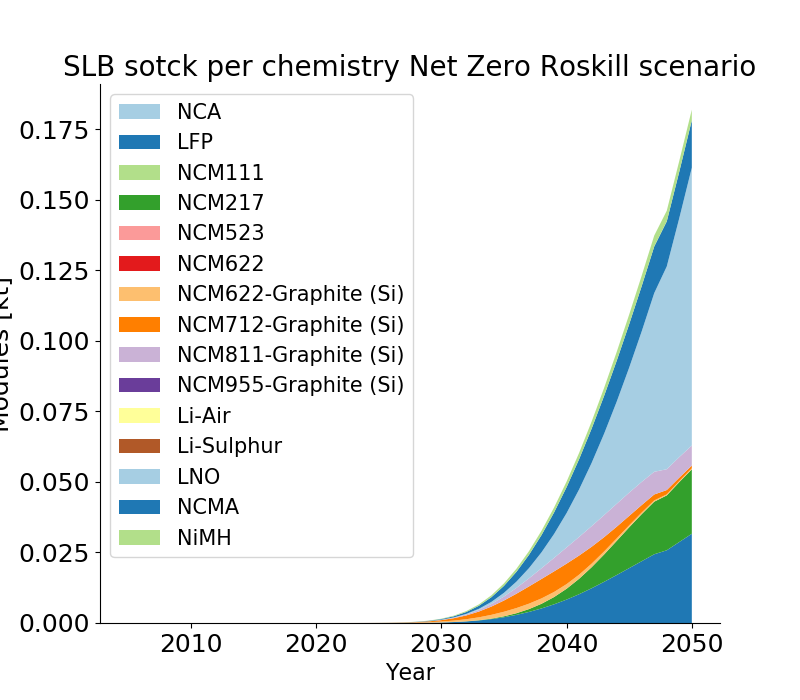 SLB sotck per chemistry Net Zero Roskill scenario
0.175
0.150
0.125
0.100
0.075
0.050
0.025
0.000
Modules [kt]
NCA
LFP
NCM111
NCM217
NCM523
NCM622
NCM622-Graphite (Si)
NCM712-Graphite (Si)
NCM811-Graphite (Si)
NCM955-Graphite (Si)
Li-Air
Li-Sulphur
LNO
NCMA
NiMH
2010
2020
2030
2040
2050
Year